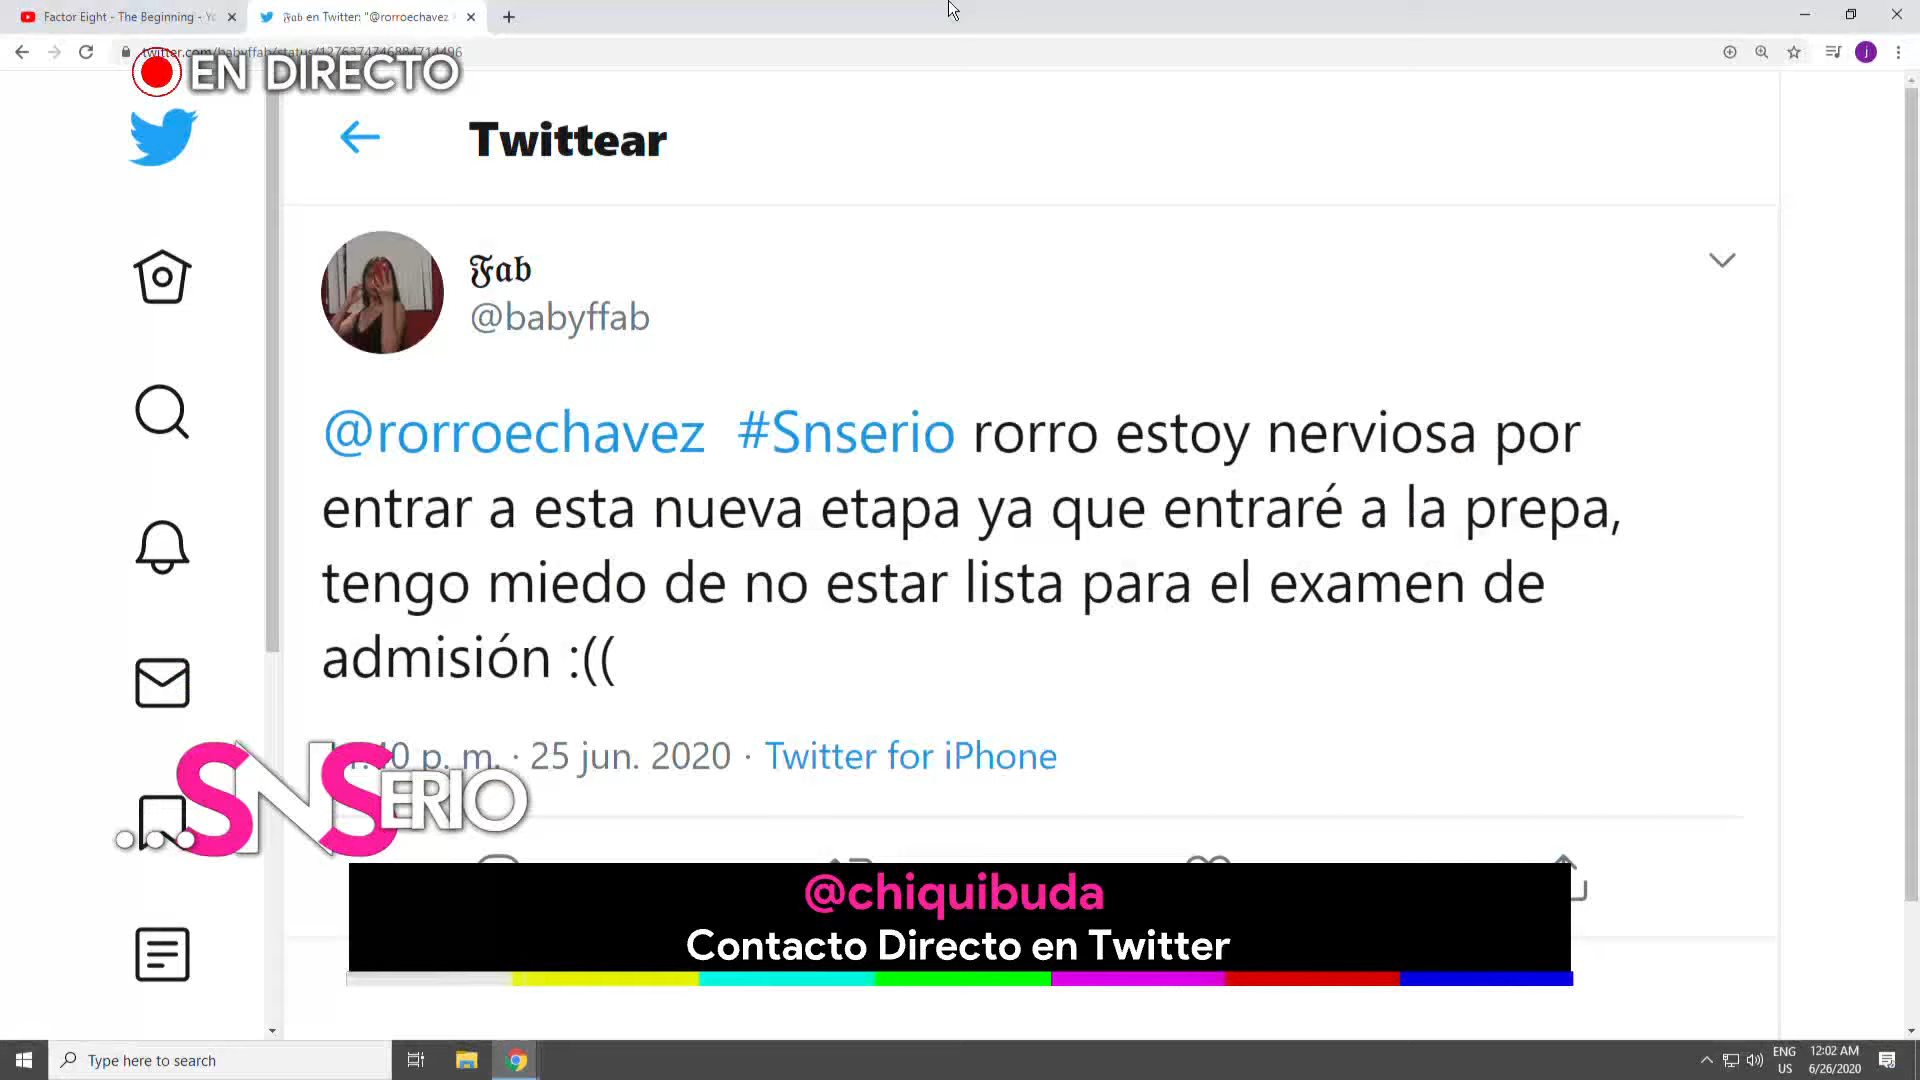 Factor Eight - The Beginning - Yo
𝔉ab en Twitter: "@rorroechavez
twitter.com/babyffab/status/1276374746884714496
EN DIRECTO
Twittear
𝔉ab
@babyffab
@rorroechavez #Snserio rorro estoy nerviosa por
entrar a esta nueva etapa ya que entraré a la prepa,
tengo miedo de no estar lista para el examen de
admisión :((
:40 p. m. · 25 jun. 2020 · Twitter for iPhone
...SNSERIO
@chiquibuda
Contacto Directo en Twitter
Type here to search
ENG
US
12:02 AM
6/26/2020
j